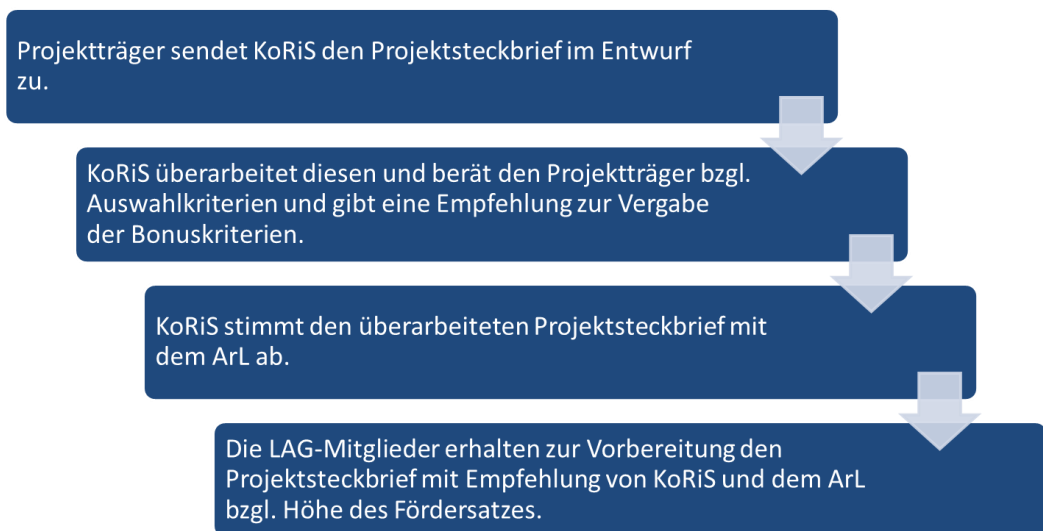 Projektträger sendet KoRiS den Projektsteckbrief im Entwurf
zu.
KoRiS überarbeitet diesen und berät den Projektträger bzgl.
Auswahlkriterien und gibt eine Empfehlung zur Vergabe
der Bonuskriterien.
KoRiS stimmt den überarbeiteten Projektsteckbrief mit
dem ArL ab.
Die LAG-Mitglieder erhalten zur Vorbereitung den
Projektsteckbrief mit Empfehlung von KoRiS und dem ArL
bzgl. Höhe des Fördersatzes.